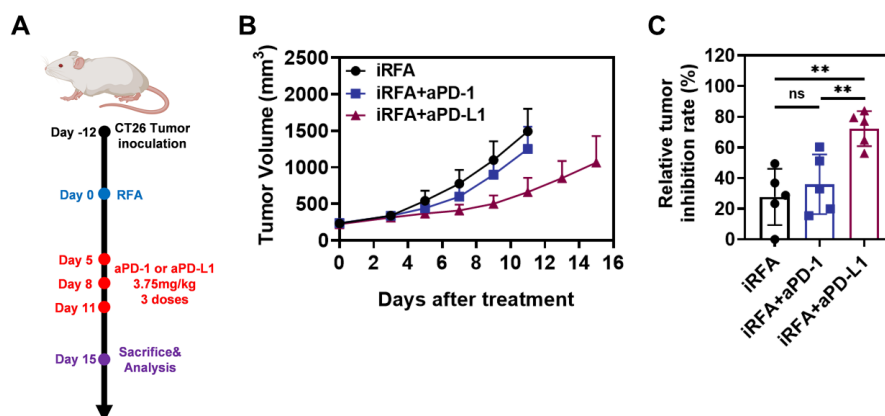 A
Day -12
CT26 Tumor
inoculation
Day 0
RFA
Day 5
Day 8
Day 11
aPD-1 or aPD-L1
3.75mg/kg
3 doses
Day 15
Sacrifice&
Analysis
B
Tumor Volume (mm³)
2500
2000
1500
1000
500
0
iRFA
iRFA+aPD-1
iRFA+aPD-L1
0 2 4 6 8 10 12 14 16
Days after treatment
C
Relative tumor
inhibition rate (%)
120
100
80
60
40
20
0
**
ns
**
iRFA
iRFA+aPD-1
iRFA+aPD-L1